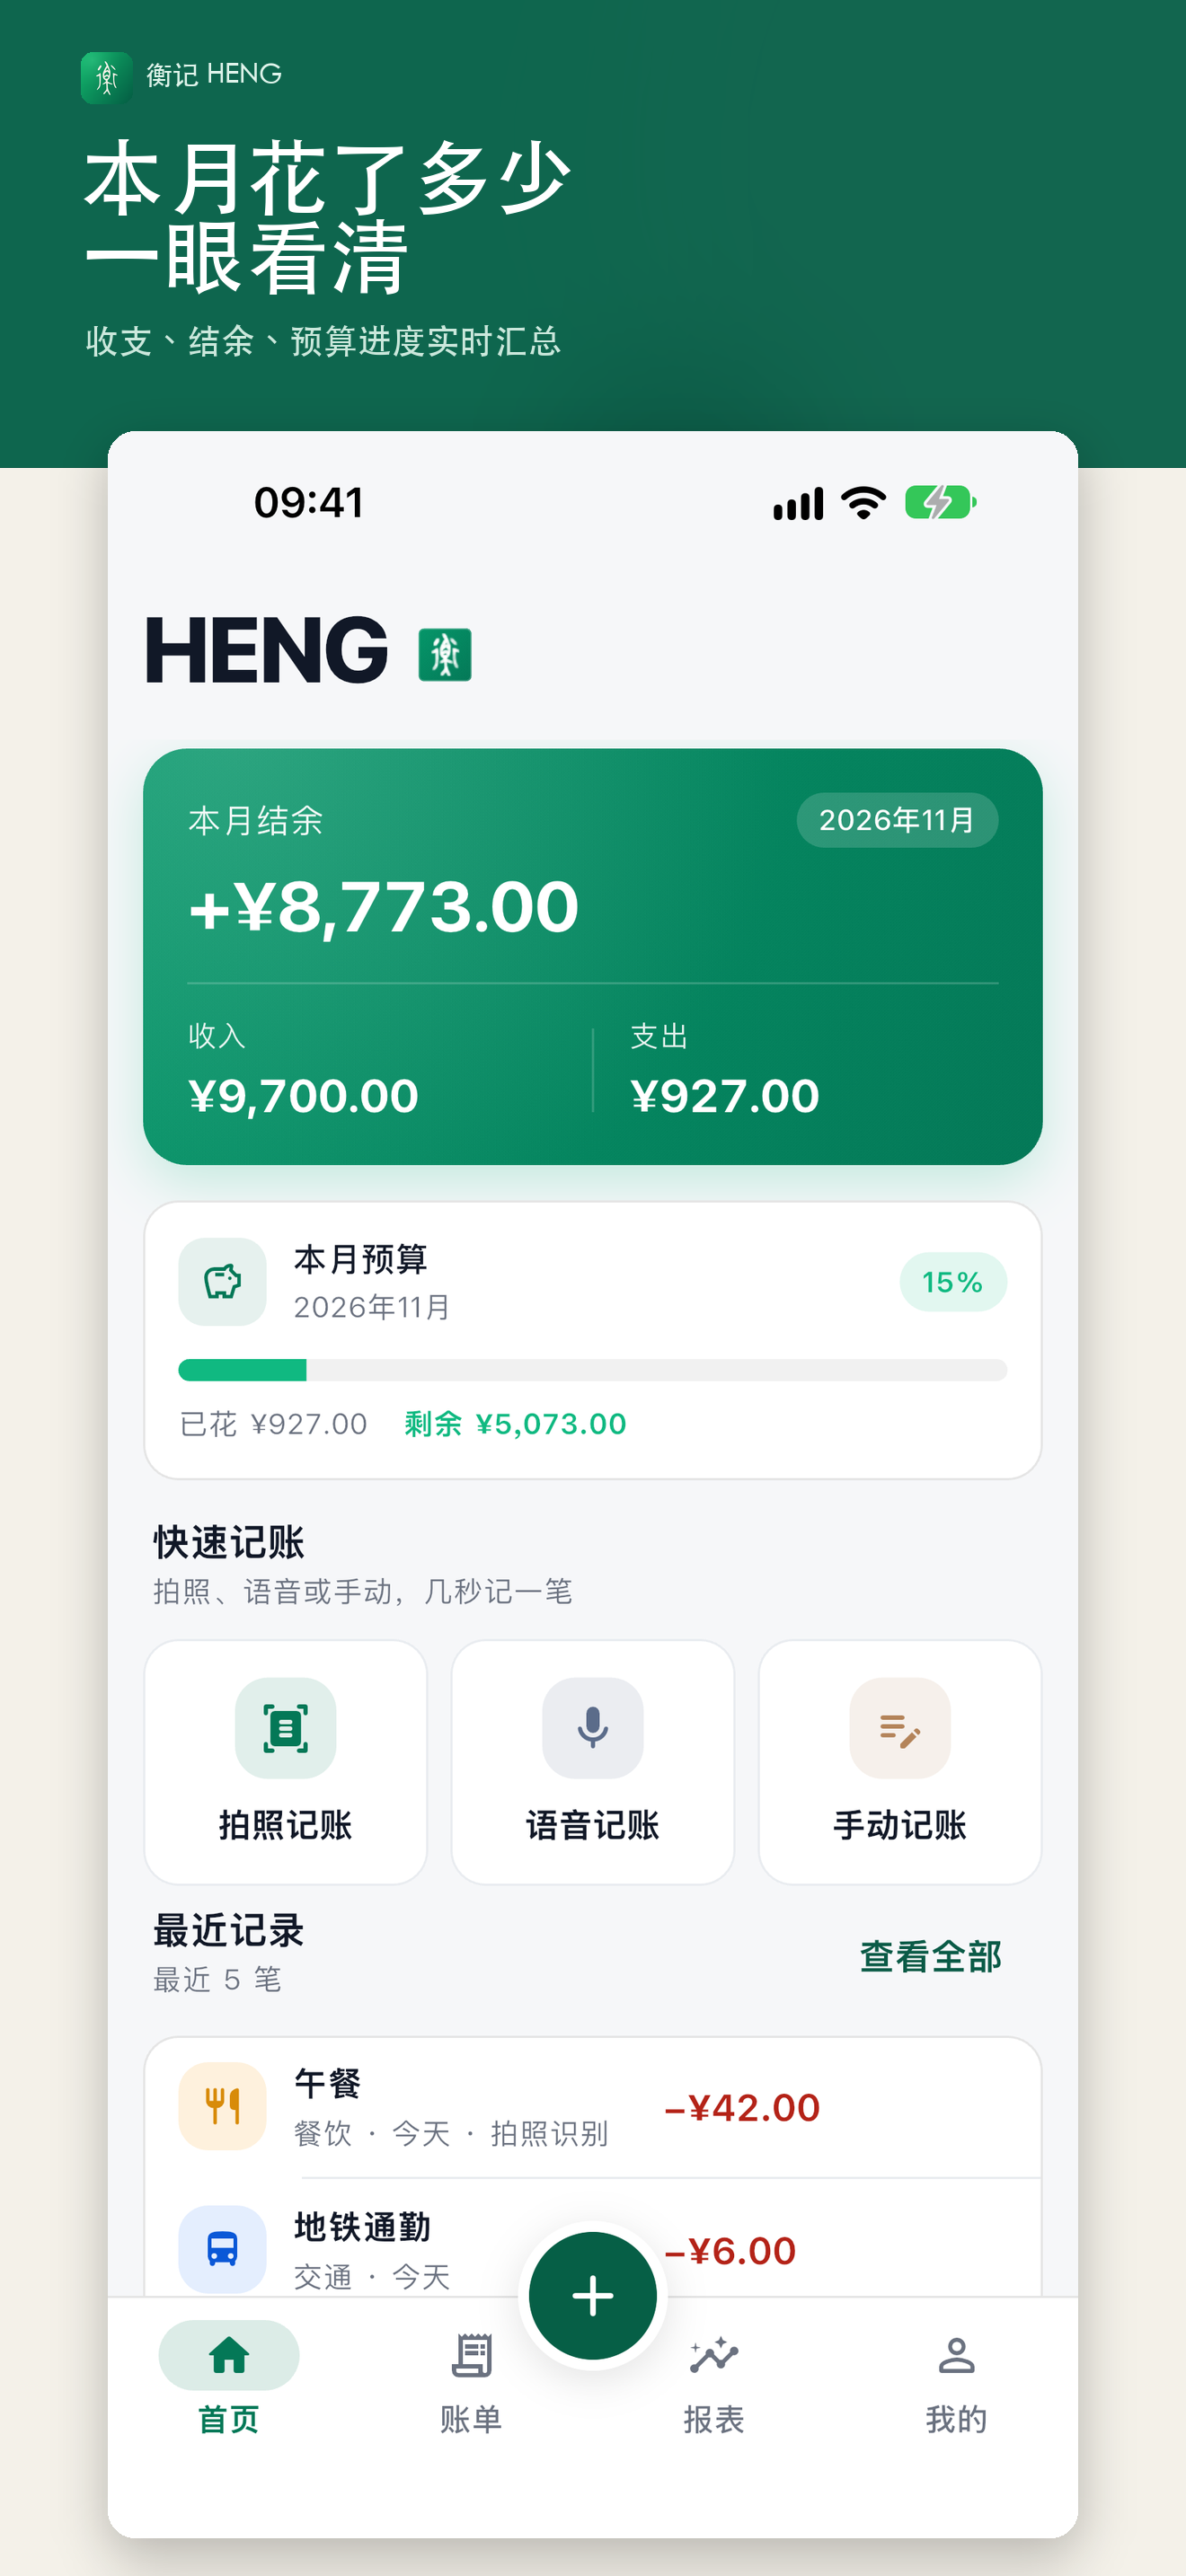 衡记 HENG
本月花了多少
一眼看清
收支、结余、预算进度实时汇总
09:41
HENG 衡
本月结余 2026年11月
+¥8,773.00
收入 支出
¥9,700.00 ¥927.00
本月预算
2026年11月
15%
已花 ¥927.00 剩余 ¥5,073.00
快速记账
拍照、语音或手动，几秒记一笔
拍照记账 语音记账 手动记账
最近记录
最近 5 笔
查看全部
午餐
餐饮 · 今天 · 拍照识别
−¥42.00
地铁通勤
交通 · 今天
−¥6.00
首页 账单 报表 我的